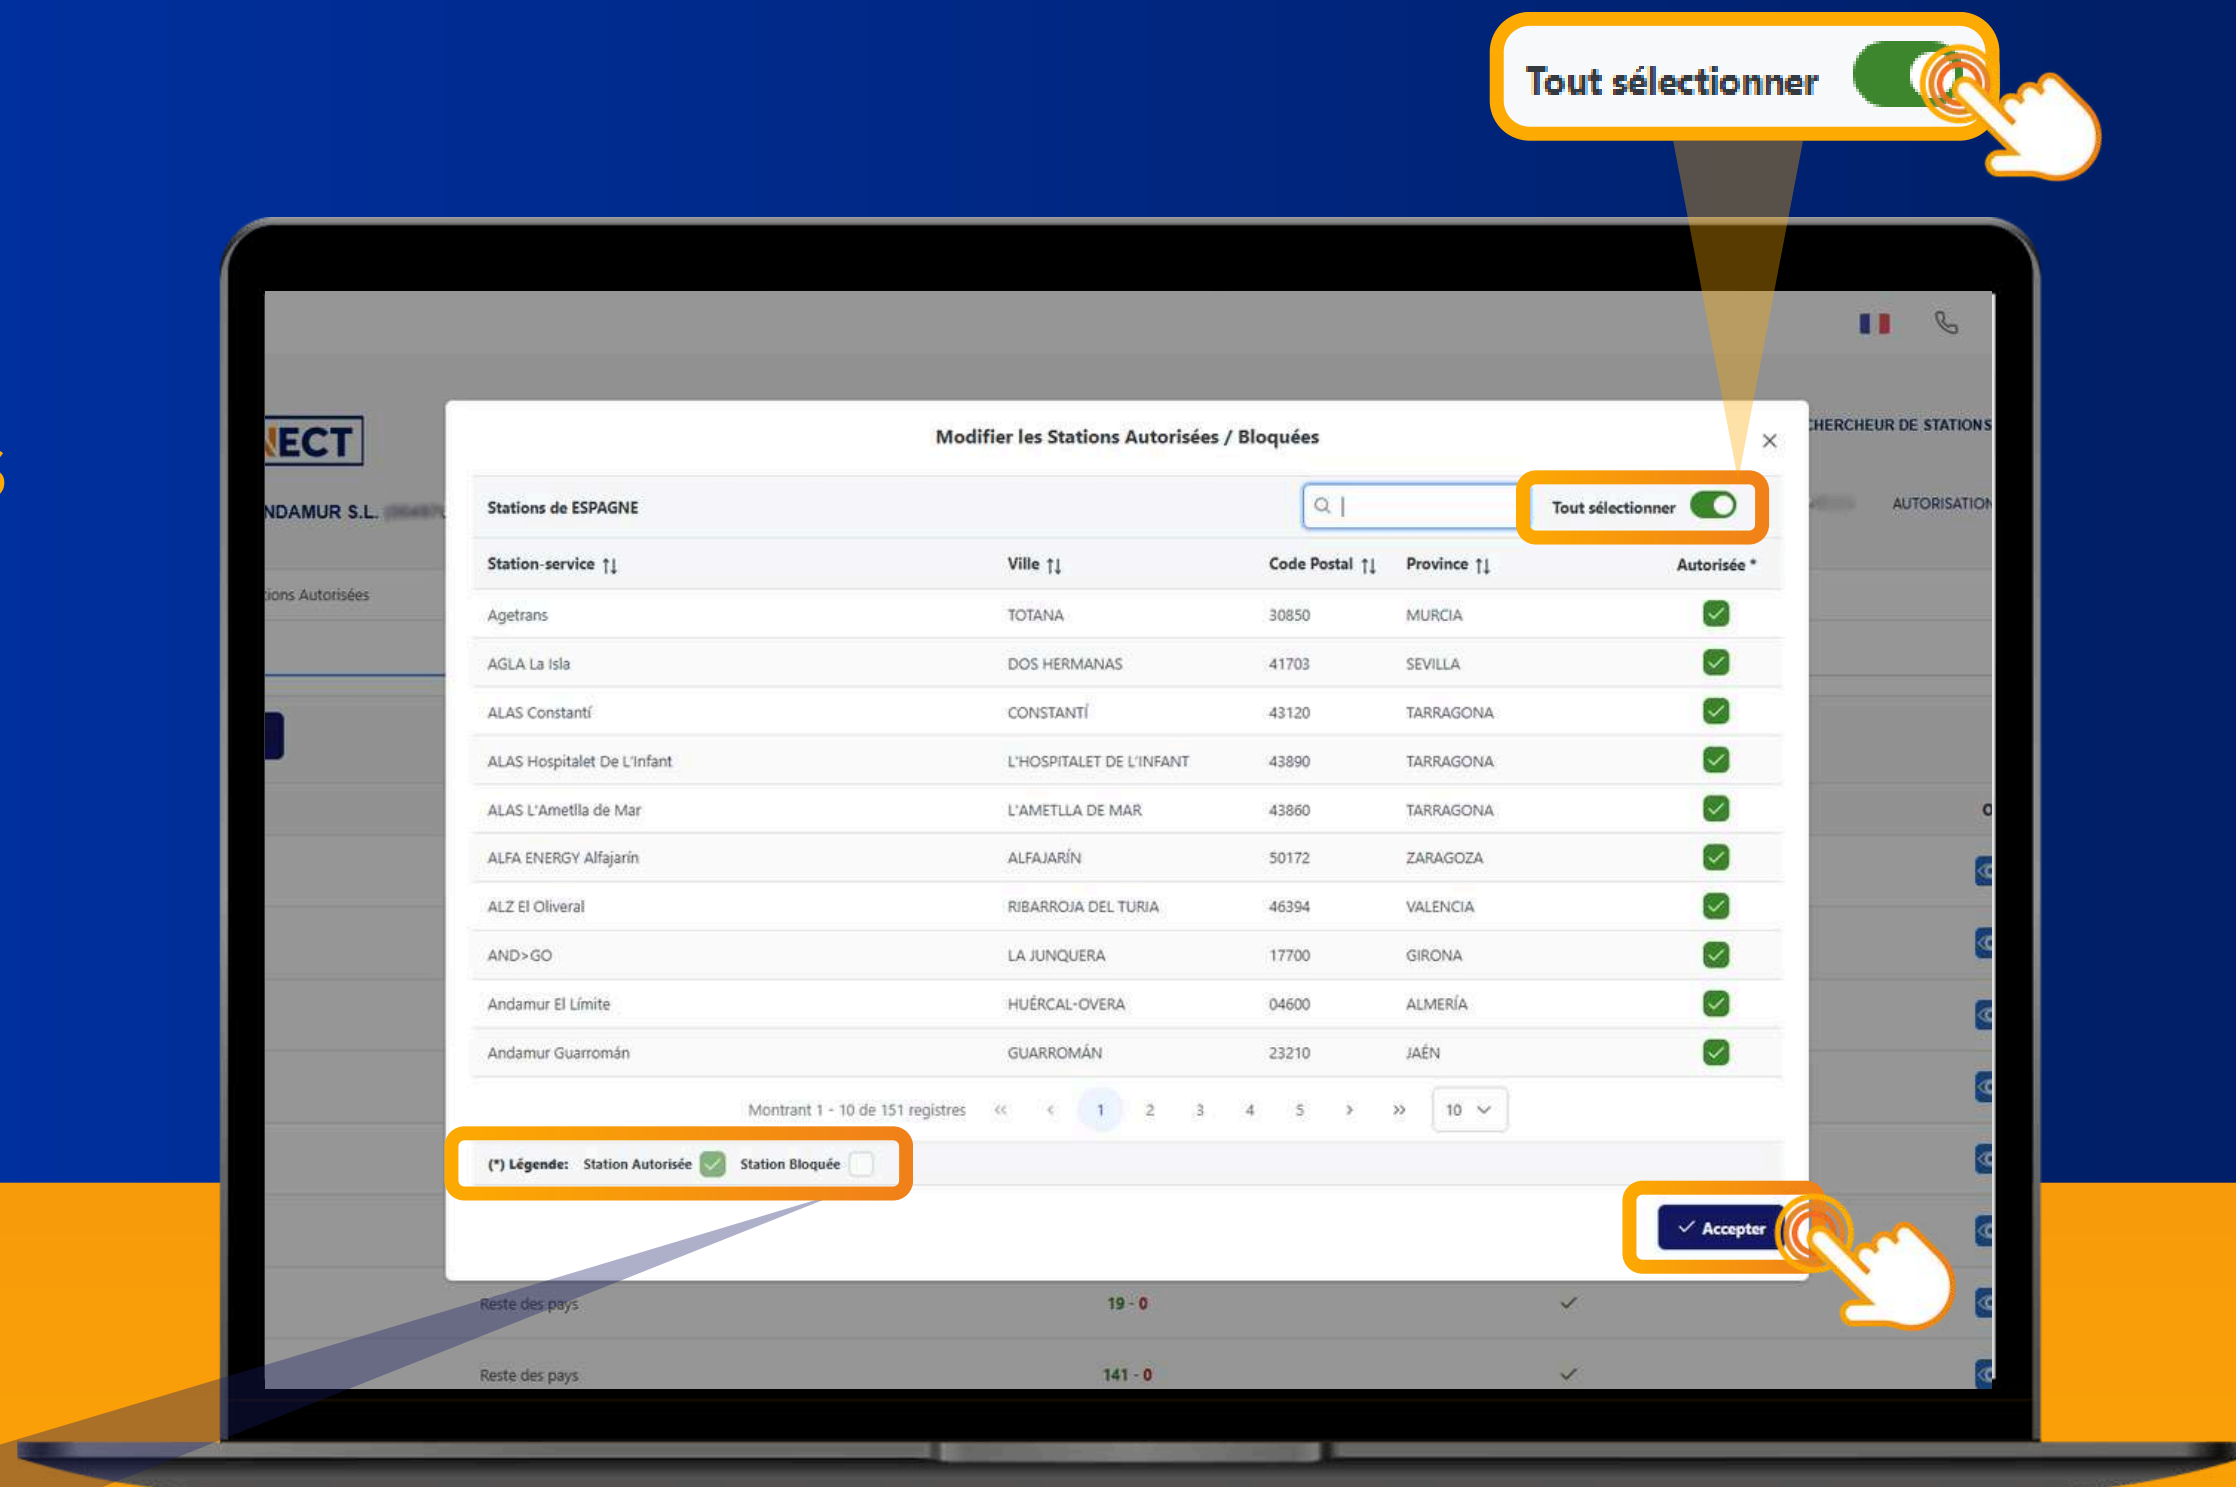 Tout sélectionner
NECT
CHERCHEUR DE STATIONS
NDAMUR S.L.
AUTORISATION
tions Autorisées
Modifier les Stations Autorisées / Bloquées
Stations de ESPAGNE
Tout sélectionner
Station-service Ville Code Postal Province Autorisée *
Agetrans TOTANA 30850 MURCIA
AGLA La Isla DOS HERMANAS 41703 SEVILLA
ALAS Constantí CONSTANTÍ 43120 TARRAGONA
ALAS Hospitalet De L'Infant L'HOSPITALET DE L'INFANT 43890 TARRAGONA
ALAS L'Ametlla de Mar L'AMETLLA DE MAR 43860 TARRAGONA
ALFA ENERGY Alfajarín ALFAJARÍN 50172 ZARAGOZA
ALZ El Oliveral RIBARROJA DEL TURIA 46394 VALENCIA
AND>GO LA JUNQUERA 17700 GIRONA
Andamur El Límite HUÉRCAL-OVERA 04600 ALMERÍA
Andamur Guarromán GUARROMÁN 23210 JAÉN
Montrant 1 - 10 de 151 registres « < 1 2 3 4 5 > » 10
(*) Légende: Station Autorisée Station Bloquée
Accepter
Reste des pays 19 - 0
Reste des pays 141 - 0